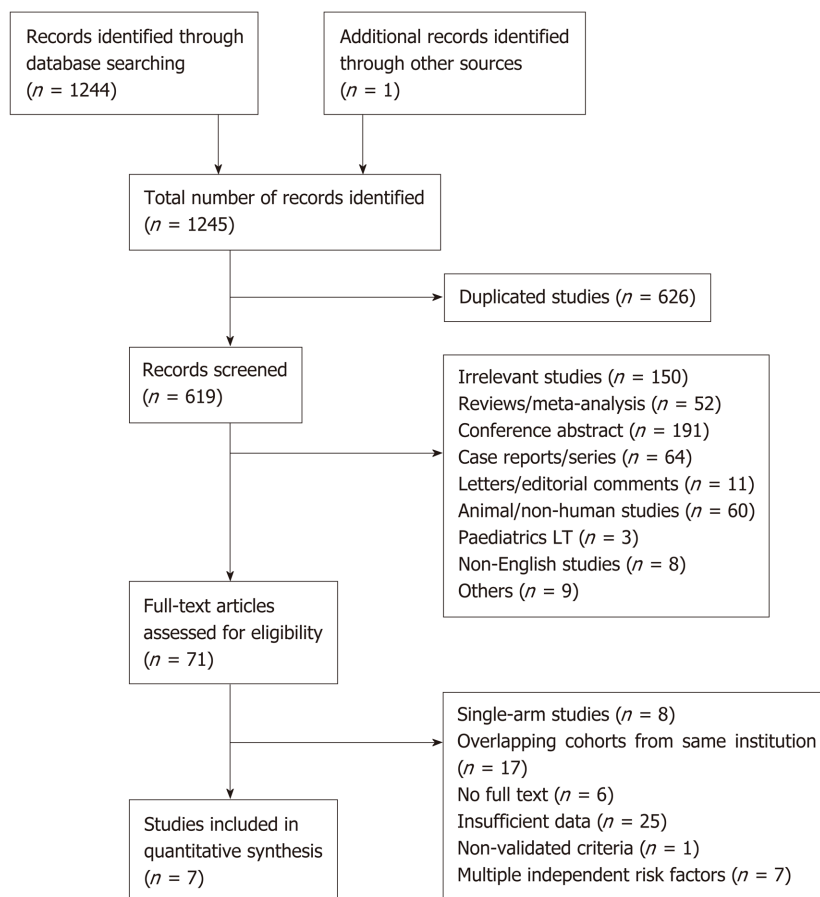 Records identified through
database searching
(n = 1244)
Additional records identified
through other sources
(n = 1)
Total number of records identified
(n = 1245)
Duplicated studies (n = 626)
Records screened
(n = 619)
Irrelevant studies (n = 150)
Reviews/meta-analysis (n = 52)
Conference abstract (n = 191)
Case reports/series (n = 64)
Letters/editorial comments (n = 11)
Animal/non-human studies (n = 60)
Paediatrics LT (n = 3)
Non-English studies (n = 8)
Others (n = 9)
Full-text articles
assessed for eligibility
(n = 71)
Single-arm studies (n = 8)
Overlapping cohorts from same institution
(n = 17)
No full text (n = 6)
Insufficient data (n = 25)
Non-validated criteria (n = 1)
Multiple independent risk factors (n = 7)
Studies included in
quantitative synthesis
(n = 7)